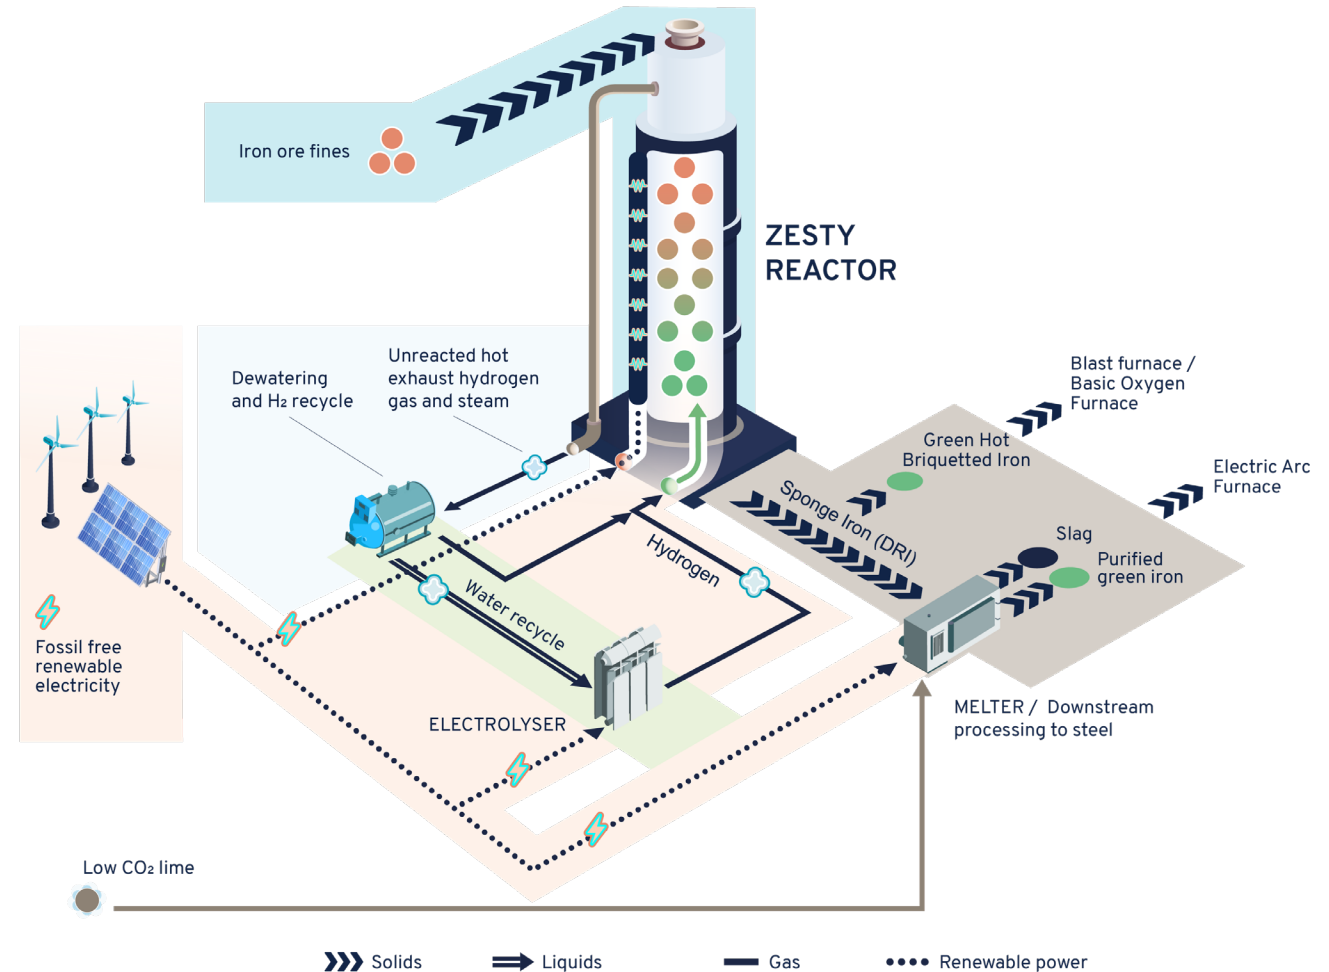 Iron ore fines
ZESTY
REACTOR
Dewatering
and H₂ recycle
Unreacted hot
exhaust hydrogen
gas and steam
Blast furnace /
Basic Oxygen
Furnace
Green Hot
Briquetted Iron
Electric Arc
Furnace
Sponge Iron (DRI)
Slag
Purified
green iron
Hydrogen
Water recycle
Fossil free
renewable
electricity
ELECTROLYSER
MELTER / Downstream
processing to steel
Low CO₂ lime
Solids
Liquids
Gas
Renewable power